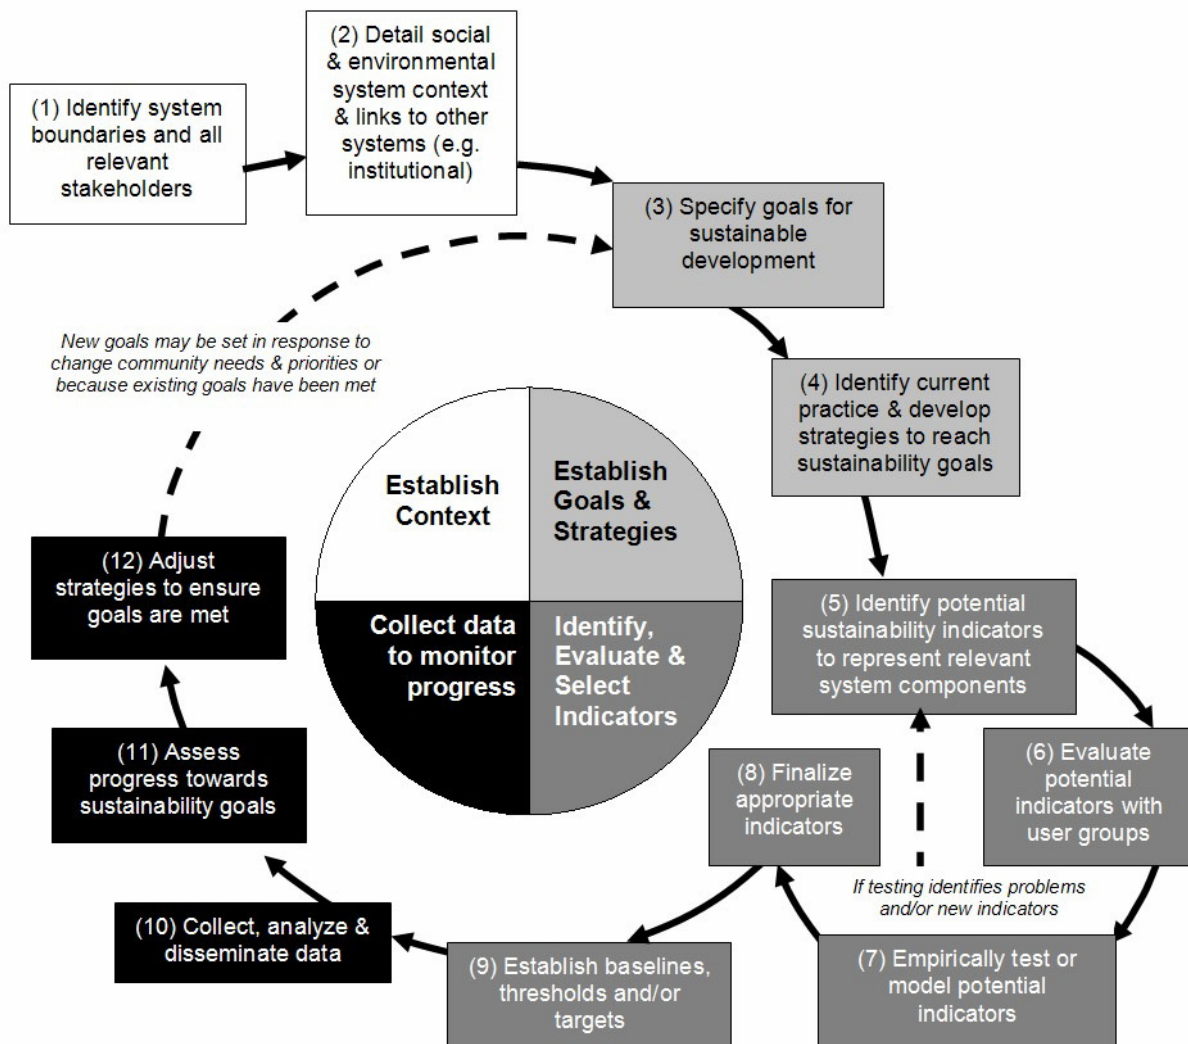 (1) Identify system
boundaries and all
relevant
stakeholders
(2) Detail social
& environmental
system context
& links to other
systems (e.g.
institutional)
(3) Specify goals for
sustainable
development
(4) Identify current
practice & develop
strategies to reach
sustainability goals
(5) Identify potential
sustainability indicators
to represent relevant
system components
(6) Evaluate
potential
indicators with
user groups
If testing identifies problems
and/or new indicators
(7) Empirically test or
model potential
indicators
(8) Finalize
appropriate
indicators
(9) Establish baselines,
thresholds and/or
targets
(10) Collect, analyze &
disseminate data
(11) Assess
progress towards
sustainability goals
(12) Adjust
strategies to ensure
goals are met
New goals may be set in response to
change community needs & priorities or
because existing goals have been met
Establish
Context
Establish
Goals &
Strategies
Collect data
to monitor
progress
Identify,
Evaluate &
Select
Indicators